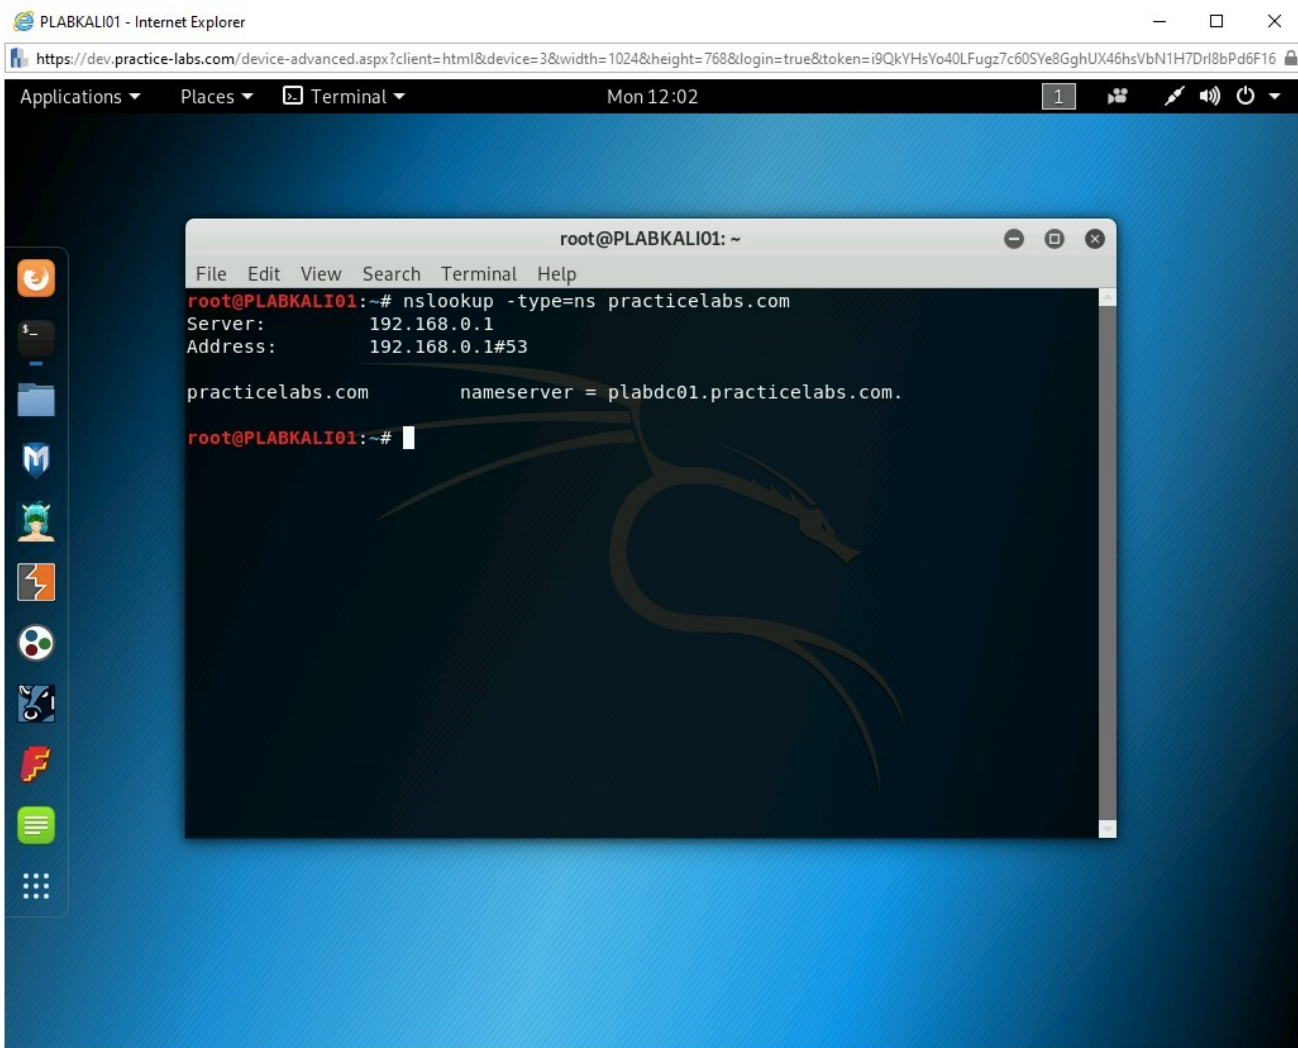 PLABKALI01 - Internet Explorer
https://dev.practice-labs.com/device-advanced.aspx?client=html&device=3&width=1024&height=768&login=true&token=i9QkYHsYo40LFugz7c60SYe8GghUX46hsVbN1H7DrI8bPd6F16
Applications Places Terminal Mon 12:02 1
root@PLABKALI01: ~
File Edit View Search Terminal Help
root@PLABKALI01:~# nslookup -type=ns practicelabs.com
Server: 192.168.0.1
Address: 192.168.0.1#53
practicelabs.com nameserver = plabdc01.practicelabs.com.
root@PLABKALI01:~#